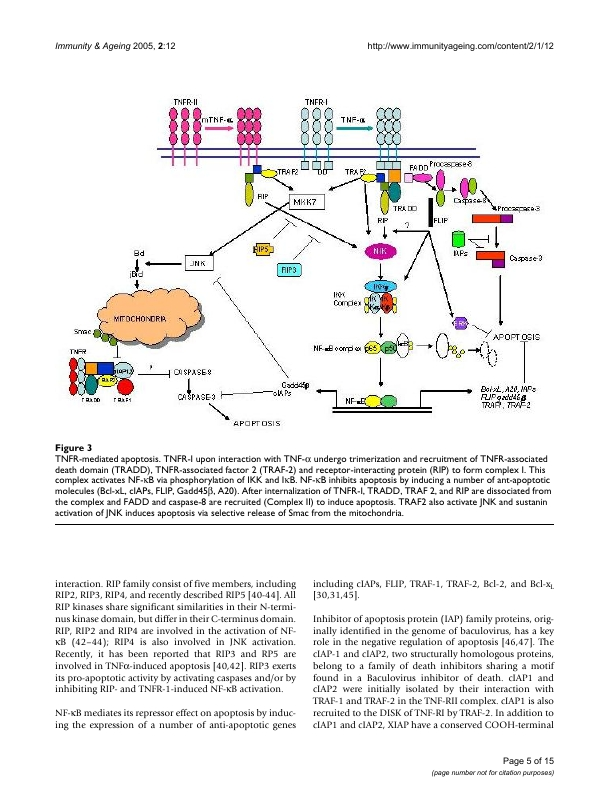 Immunity & Ageing 2005, 2:12
http://www.immunityageing.com/content/2/1/12
TNFR-II
TNFR-I
mTNF-α
TNF-α
TRAF2
DD
TRAF2
FADD
Procaspase-8
RIP
MKK7
TRADD
Caspase-8
Procaspase-3
RIP
FLIP
?
Bid
jBid
JNK
RIP5
RIP3
NIK
IAPs
Caspase-3
IKK
Complex
MITOCHONDRIA
Smac
TNFR
NF-κB complex
p65
p50
APOPTOSIS
CASPASE-8
CASPASE-3
Gadd45β
cIAPs
NF-κB
Bcl-xL, A20, IAPs
FLIP gadd45β
TRAF1, TRAF-2
TRAF2
TRADD
TRAF1
APOPTOSIS
Figure 3
TNFR-mediated apoptosis. TNFR-I upon interaction with TNF-α undergo trimerization and recruitment of TNFR-associated
death domain (TRADD), TNFR-associated factor 2 (TRAF-2) and receptor-interacting protein (RIP) to form complex I. This
complex activates NF-κB via phosphorylation of IKK and IκB. NF-κB inhibits apoptosis by inducing a number of ant-apoptotic
molecules (Bcl-xL, cIAPs, FLIP, Gadd45β, A20). After internalization of TNFR-I, TRADD, TRAF 2, and RIP are dissociated from
the complex and FADD and caspase-8 are recruited (Complex II) to induce apoptosis. TRAF2 also activate JNK and sustanin
activation of JNK induces apoptosis via selective release of Smac from the mitochondria.
interaction. RIP family consist of five members, including
RIP2, RIP3, RIP4, and recently described RIP5 [40-44]. All
RIP kinases share significant similarities in their N-termi-
nus kinase domain, but differ in their C-terminus domain.
RIP, RIP2 and RIP4 are involved in the activation of NF-
κB (42–44); RIP4 is also involved in JNK activation.
Recently, it has been reported that RIP3 and RP5 are
involved in TNFα-induced apoptosis [40,42]. RIP3 exerts
its pro-apoptotic activity by activating caspases and/or by
inhibiting RIP- and TNFR-1-induced NF-κB activation.
NF-κB mediates its repressor effect on apoptosis by induc-
ing the expression of a number of anti-apoptotic genes
including cIAPs, FLIP, TRAF-1, TRAF-2, Bcl-2, and Bcl-xL
[30,31,45].
Inhibitor of apoptosis protein (IAP) family proteins, orig-
inally identified in the genome of baculovirus, has a key
role in the negative regulation of apoptosis [46,47]. The
cIAP-1 and cIAP2, two structurally homologous proteins,
belong to a family of death inhibitors sharing a motif
found in a Baculovirus inhibitor of death. cIAP1 and
cIAP2 were initially isolated by their interaction with
TRAF-1 and TRAF-2 in the TNF-RII complex. cIAP1 is also
recruited to the DISK of TNF-RI by TRAF-2. In addition to
cIAP1 and cIAP2, XIAP have a conserved COOH-terminal
Page 5 of 15
(page number not for citation purposes)